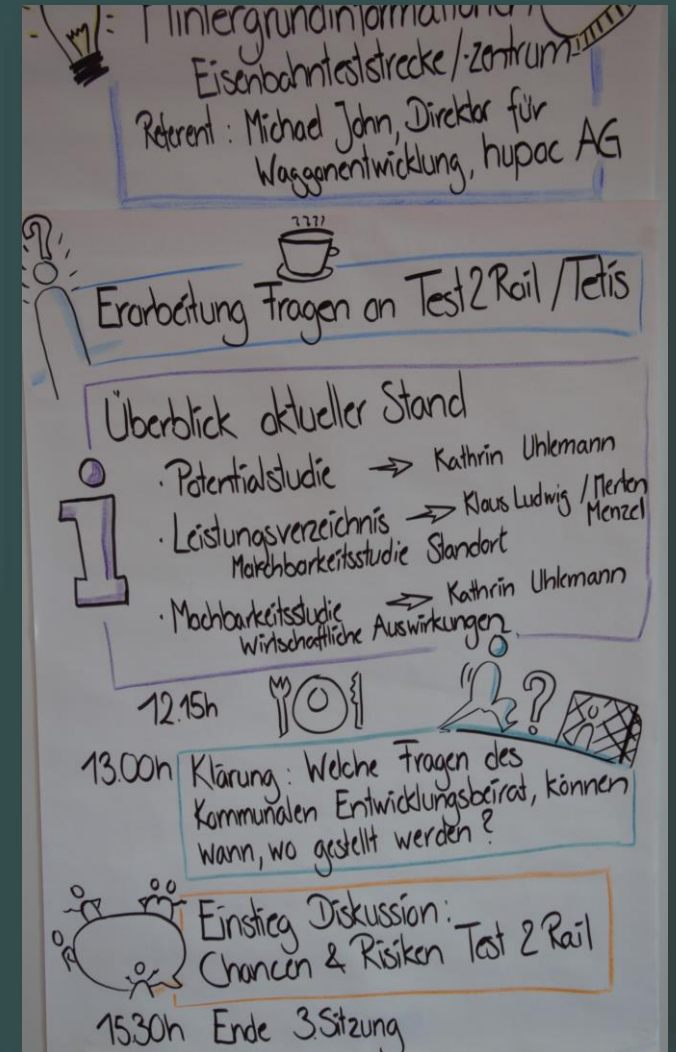 Hintergrundinformationen
Eisenbahnteststrecke/-zentrum
Referent: Michael John, Direktor für
Waggonentwicklung, hupac AG
Erarbeitung Fragen an Test2Rail / Tetis
Überblick aktueller Stand
· Potentialstudie → Kathrin Uhlemann
· Leistungsverzeichnis → Klaus Ludwig / Merten
Menzel
Marchbarkeitsstudie Standort
· Machbarkeitsstudie → Kathrin Uhlemann
Wirtschaftliche Auswirkungen
12.15h
13.00h Klärung: Welche Fragen des
Kommunalen Entwicklungsbeirat, können
wann, wo gestellt werden?
Einstieg Diskussion:
Chancen & Risiken Test 2 Rail
15.30h Ende 3.Sitzung